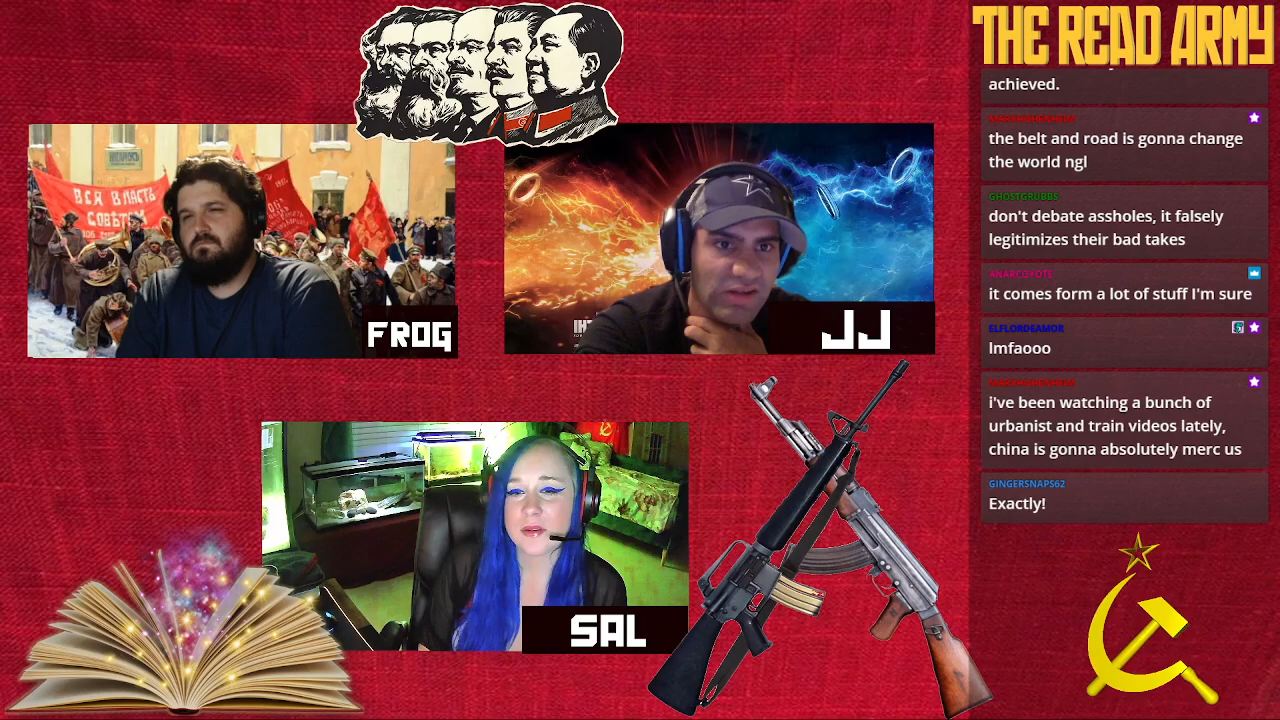 THE READ ARMY
achieved.
the belt and road is gonna change
the world ngl
GHOSTGRUBBS
don't debate assholes, it falsely
legitimizes their bad takes
ANARCOYOTE
it comes form a lot of stuff I'm sure
ELFLORDEAMOR
lmfaooo
i've been watching a bunch of
urbanist and train videos lately,
china is gonna absolutely merc us
GINGERSNAPS62
Exactly!
ВСЯ ВЛАСТЬ
СОВѢТАМ
FROG
JJ
SAL